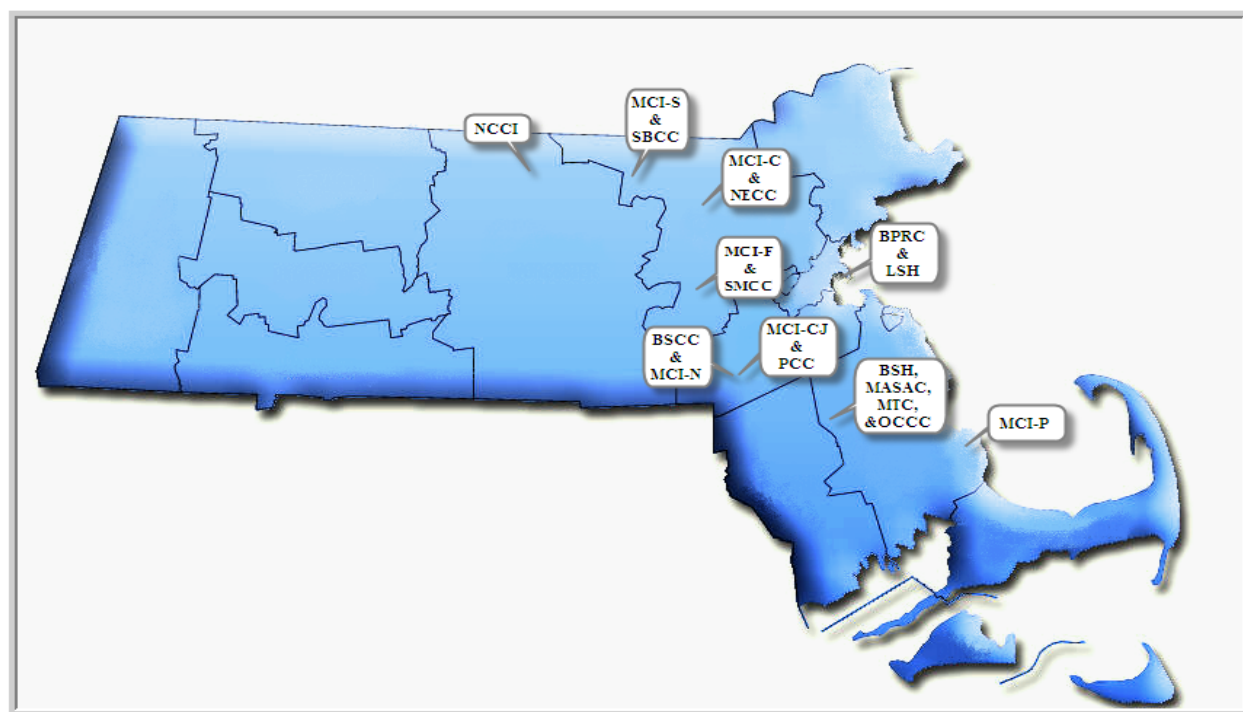 NCCI
MCI-S
&
SBCC
MCI-C
&
NECC
MCI-F
&
SMCC
BPRC
&
LSH
BSCC
&
MCI-N
MCI-CJ
&
PCC
BSH,
MASAC,
MTC,
&OCCC
MCI-P